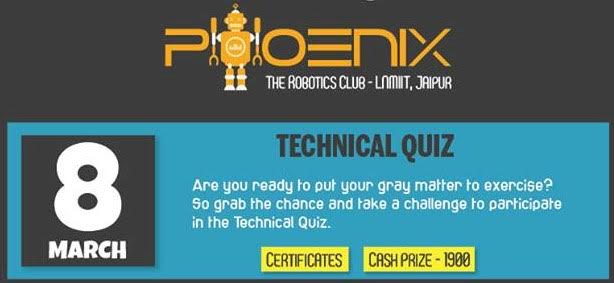 PHOENIX
The Robotics Club - LNMIIT, Jaipur
8
MARCH
TECHNICAL QUIZ
Are you ready to put your gray matter to exercise?
So grab the chance and take a challenge to participate
in the Technical Quiz.
Certificates
Cash Prize - 1900